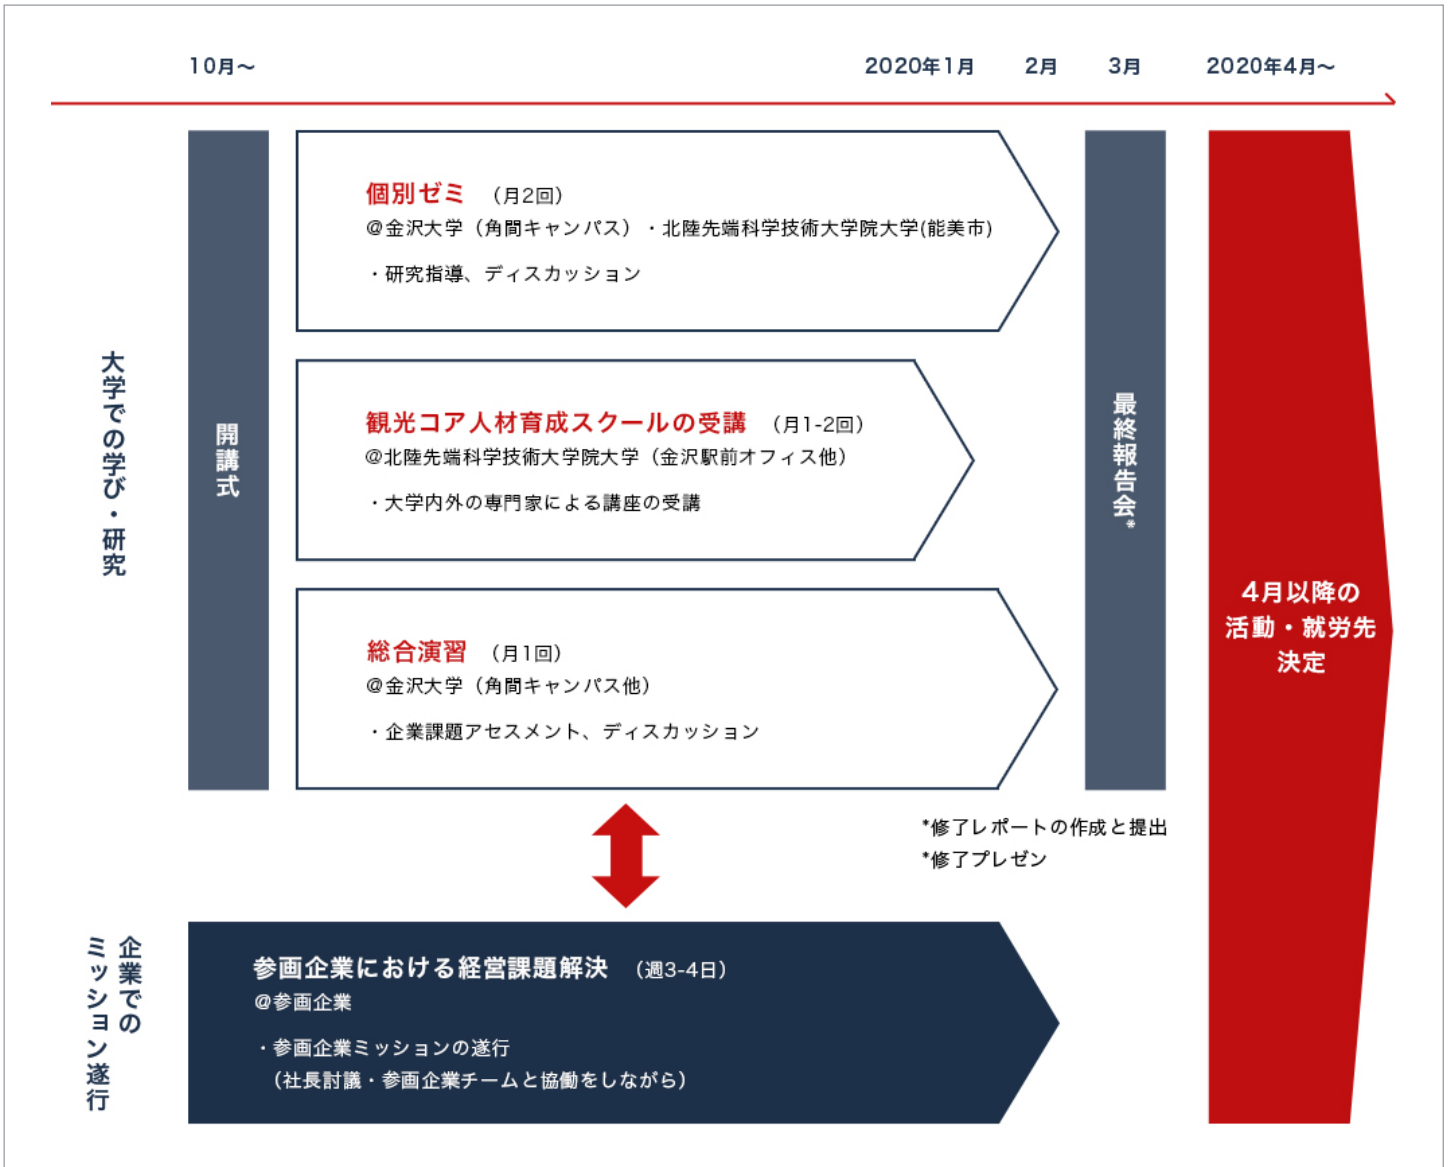 10月〜
2020年1月
2月
3月
2020年4月〜
大学での学び・研究
開講式
個別ゼミ （月2回）
@金沢大学（角間キャンパス）・北陸先端科学技術大学院大学(能美市)
・研究指導、ディスカッション
観光コア人材育成スクールの受講 （月1-2回）
@北陸先端科学技術大学院大学（金沢駅前オフィス他）
・大学内外の専門家による講座の受講
総合演習 （月1回）
@金沢大学（角間キャンパス他）
・企業課題アセスメント、ディスカッション
最終報告会*
*修了レポートの作成と提出
*修了プレゼン
4月以降の
活動・就労先
決定
企業での
ミッション遂行
参画企業における経営課題解決 （週3-4日）
@参画企業
・参画企業ミッションの遂行
（社長討議・参画企業チームと協働をしながら）